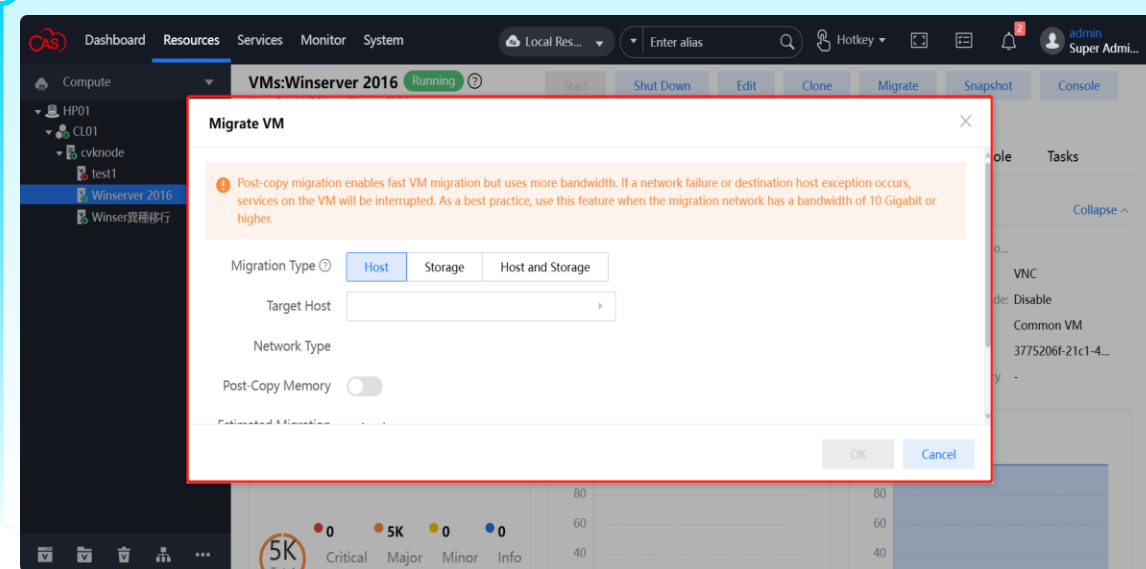 CAS Dashboard Resources Services Monitor System Local Res... Enter alias Hotkey 2 admin
Super Admi...
Compute
VMs:Winserver 2016 Running Start Shut Down Edit Clone Migrate Snapshot Console
HP01
CL01
cvknode
test1
Winserver 2016
Winser異種移行
Migrate VM
ole Tasks
Post-copy migration enables fast VM migration but uses more bandwidth. If a network failure or destination host exception occurs,
services on the VM will be interrupted. As a best practice, use this feature when the migration network has a bandwidth of 10 Gigabit or
higher.
Collapse
Migration Type Host Storage Host and Storage
o...
VNC
Target Host
de: Disable
Network Type
Common VM
3775206f-21c1-4...
Post-Copy Memory
y -
Estimated Migration
OK Cancel
80 80
60 60
40 40
0 5K 0 0
5K Critical Major Minor Info